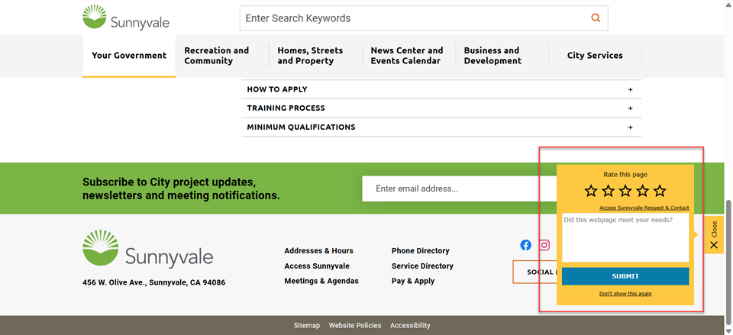 Sunnyvale
Enter Search Keywords
Your Government
Recreation and
Community
Homes, Streets
and Property
News Center and
Events Calendar
Business and
Development
City Services
HOW TO APPLY +
TRAINING PROCESS +
MINIMUM QUALIFICATIONS +
Subscribe to City project updates,
newsletters and meeting notifications.
Enter email address...
Rate this page
Access Sunnyvale Request & Contact
Did this webpage meet your needs?
SUBMIT
Don't show this again
Close
Sunnyvale
456 W. Olive Ave., Sunnyvale, CA 94086
Addresses & Hours
Access Sunnyvale
Meetings & Agendas
Phone Directory
Service Directory
Pay & Apply
SOCIAL
Sitemap Website Policies Accessibility